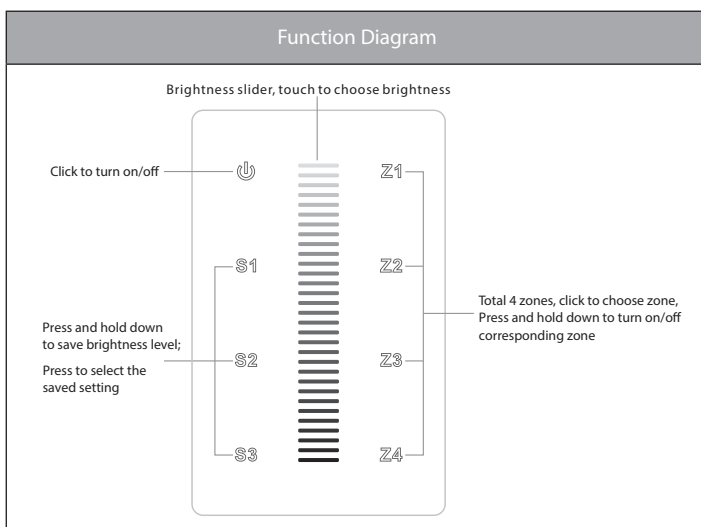 Function Diagram
Brightness slider, touch to choose brightness
Click to turn on/off
Z1
S1
Z2
Total 4 zones, click to choose zone,
Press and hold down to turn on/off
corresponding zone
Press and hold down
to save brightness level;
Press to select the
saved setting
S2
Z3
S3
Z4